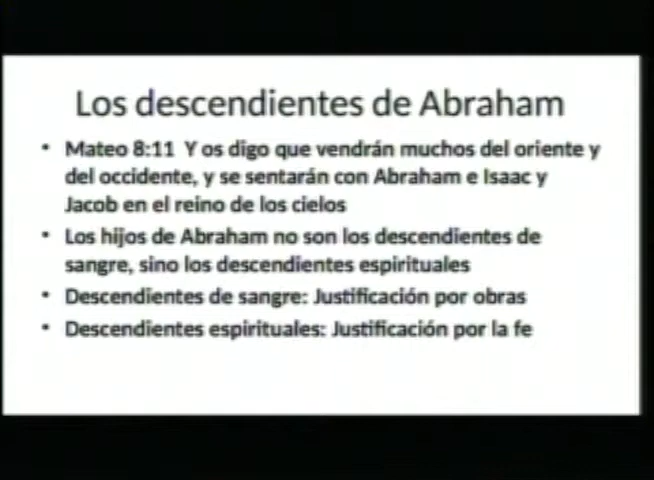 Los descendientes de Abraham
• Mateo 8:11 Y os digo que vendrán muchos del oriente y
del occidente, y se sentarán con Abraham e Isaac y
Jacob en el reino de los cielos
• Los hijos de Abraham no son los descendientes de
sangre, sino los descendientes espirituales
• Descendientes de sangre: Justificación por obras
• Descendientes espirituales: Justificación por la fe